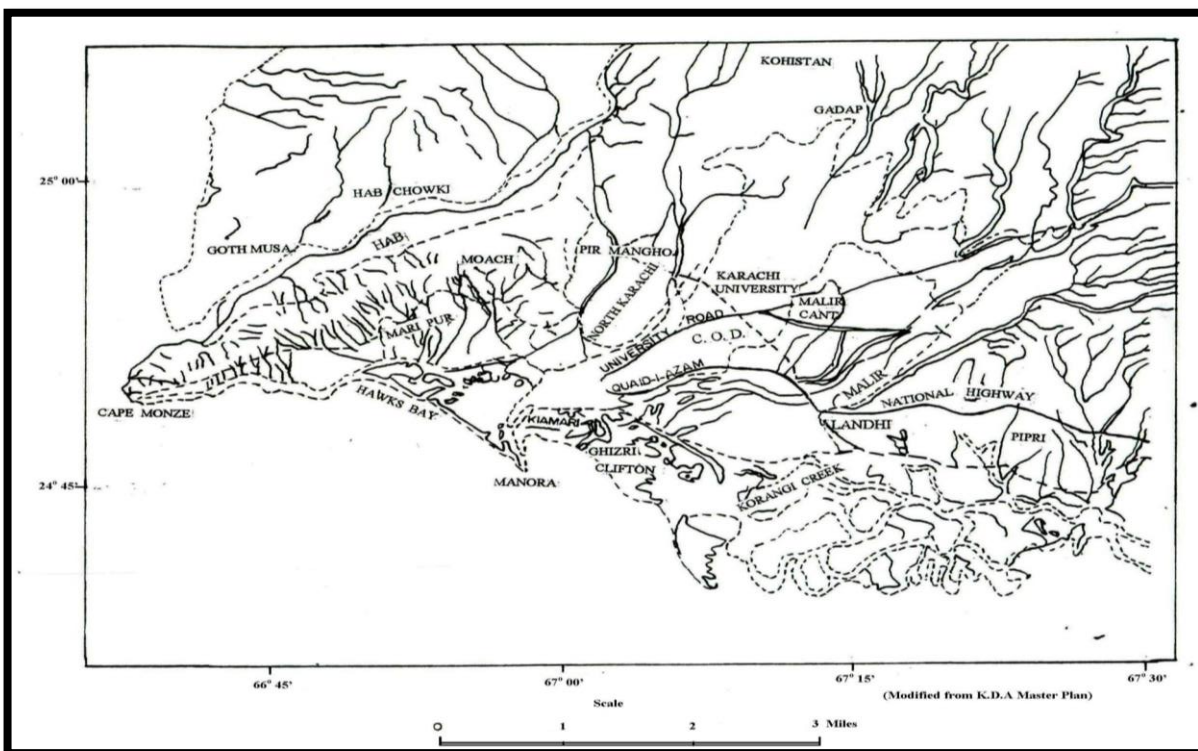 KOHISTAN
GADAP
25° 00'
HAB CHOWKI
GOTH MUSA
HAB
MOACH
PIR MANGHO
KARACHI
UNIVERSITY
NORTH KARACHI
MALIR
CANT.
MARI PUR
UNIVERSITY ROAD
C. O. D.
QUAID-I-AZAM
MALIR
CAPE MONZE
HAWKS BAY
NATIONAL HIGHWAY
KIAMARI
LANDHI
PIPRI
GHIZRI
CLIFTON
MANORA
KORANGI CREEK
24° 45'
66° 45'
67° 00'
67° 15'
67° 30'
Scale
(Modified from K.D.A Master Plan)
0 1 2 3 Miles